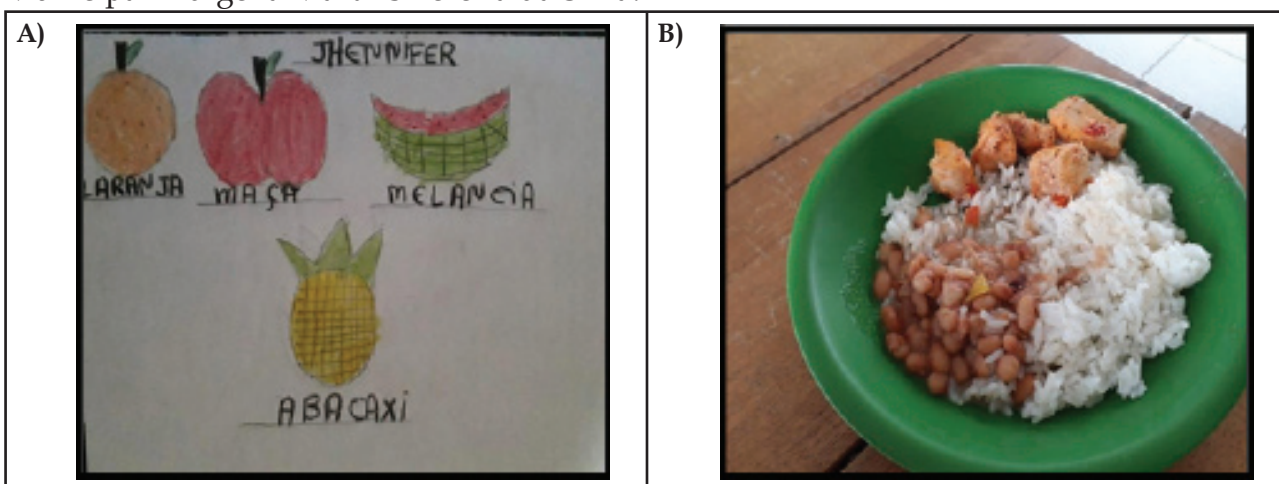 A)
JHENNIFER
LARANJA MAÇA MELANCIA
ABACAXI
B)